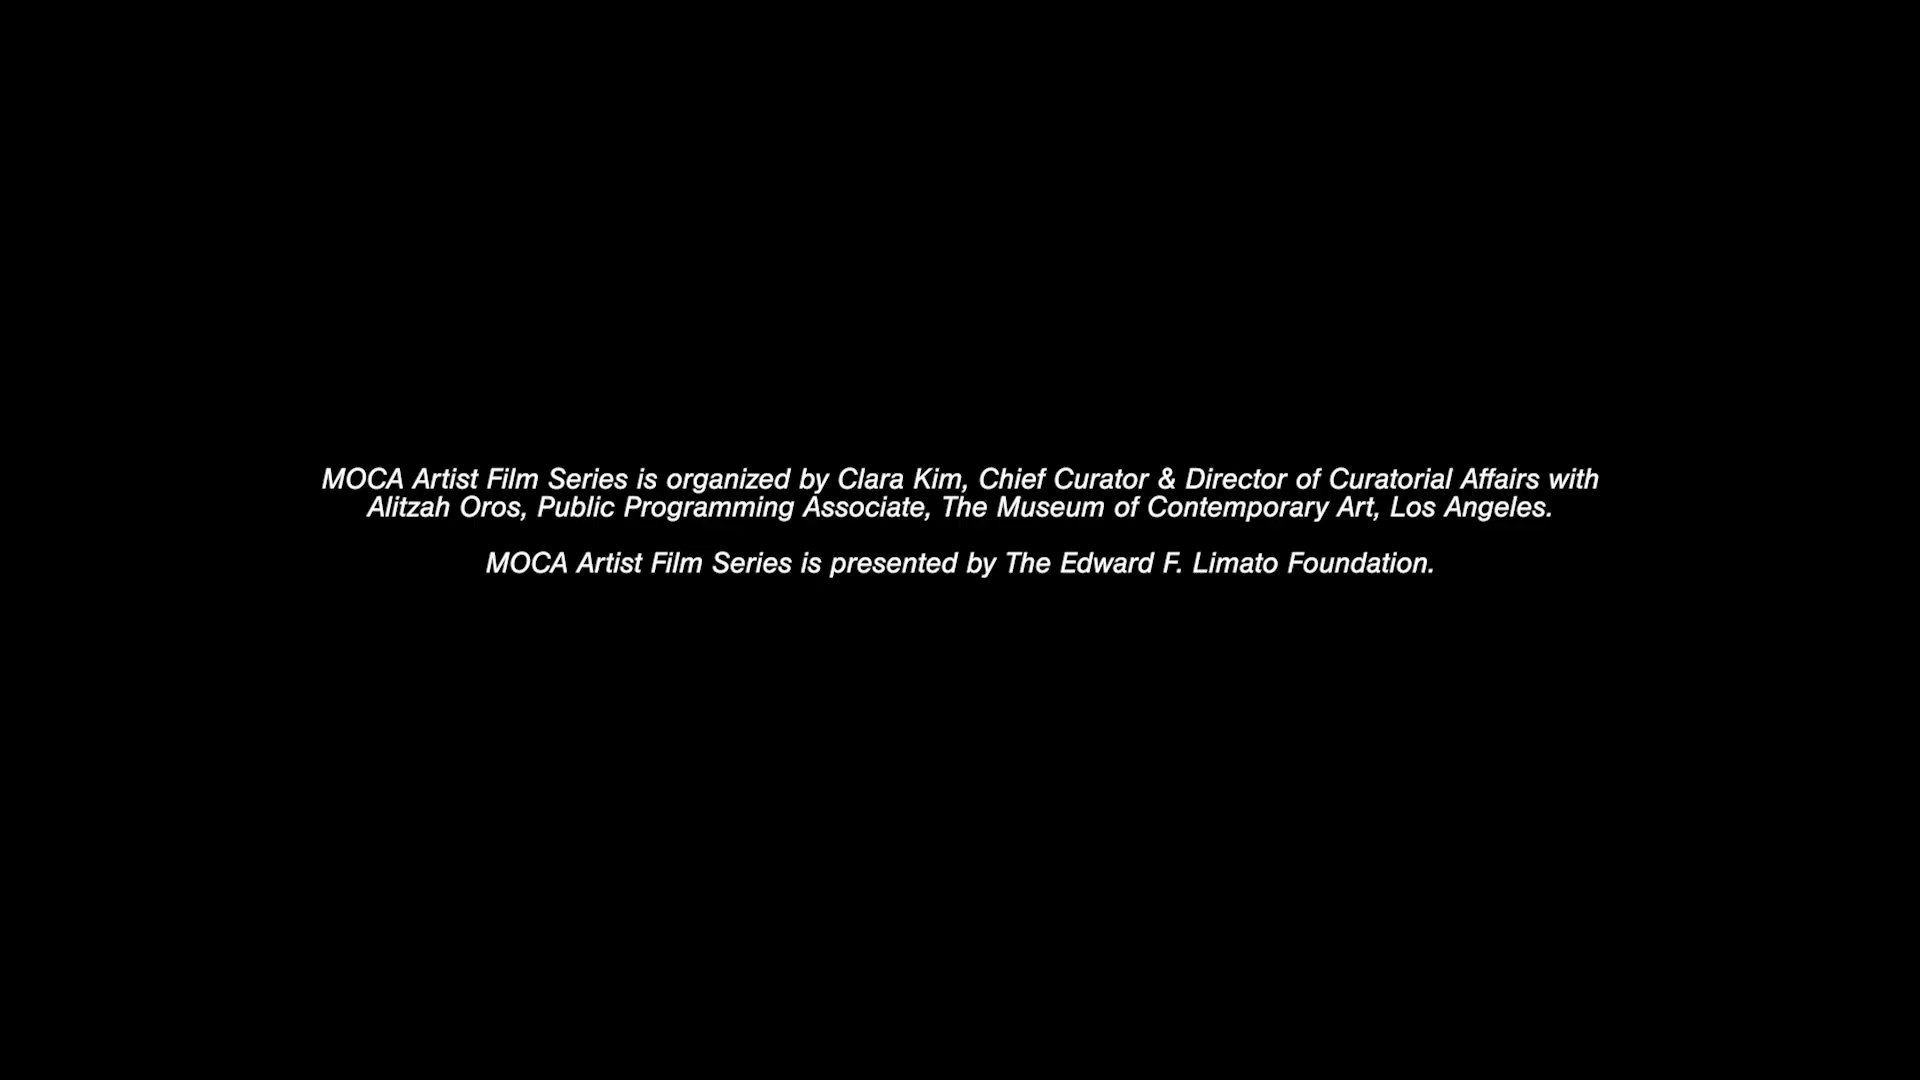 MOCA Artist Film Series is organized by Clara Kim, Chief Curator & Director of Curatorial Affairs with
Alitzah Oros, Public Programming Associate, The Museum of Contemporary Art, Los Angeles.
MOCA Artist Film Series is presented by The Edward F. Limato Foundation.